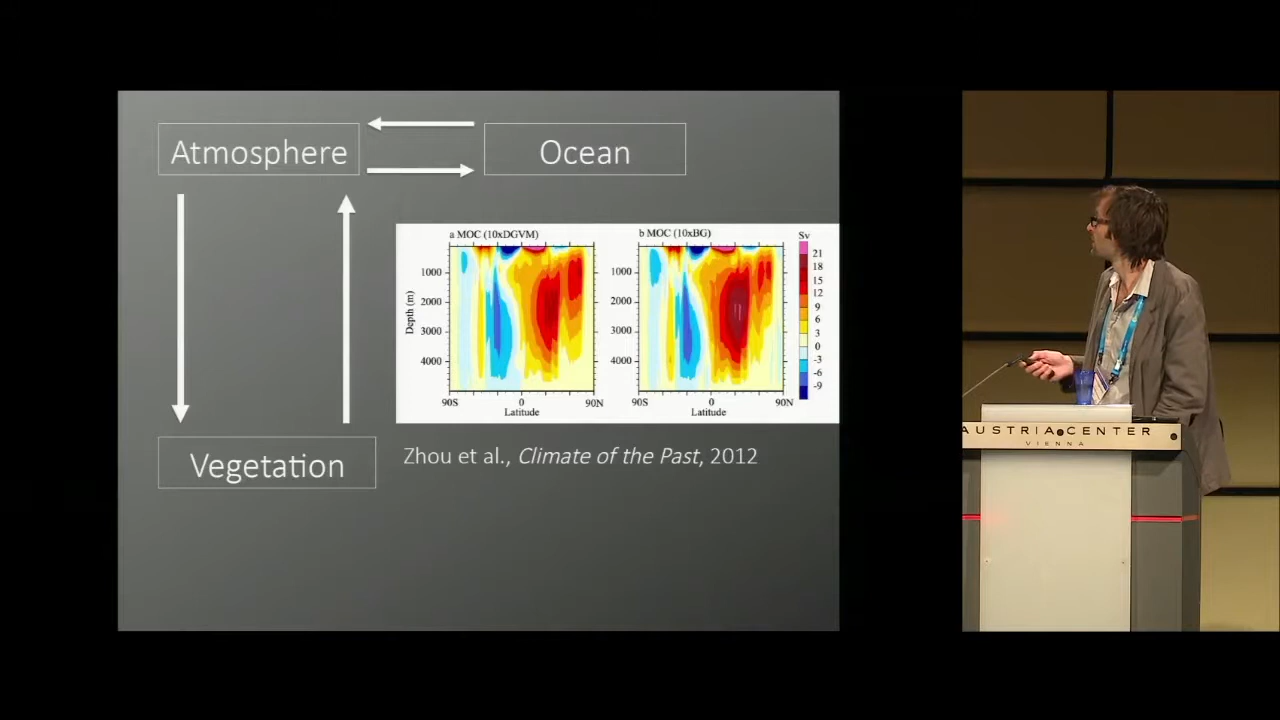 Atmosphere
Ocean
a MOC (10xDGVM)
b MOC (10xBG)
Sv
1000
2000
3000
4000
Depth (m)
90S 0 90N
Latitude
1000
2000
3000
4000
90S 0 90N
Latitude
21
18
15
12
9
6
3
0
-3
-6
-9
Vegetation
Zhou et al., Climate of the Past, 2012
AUSTRIA CENTER
VIENNA